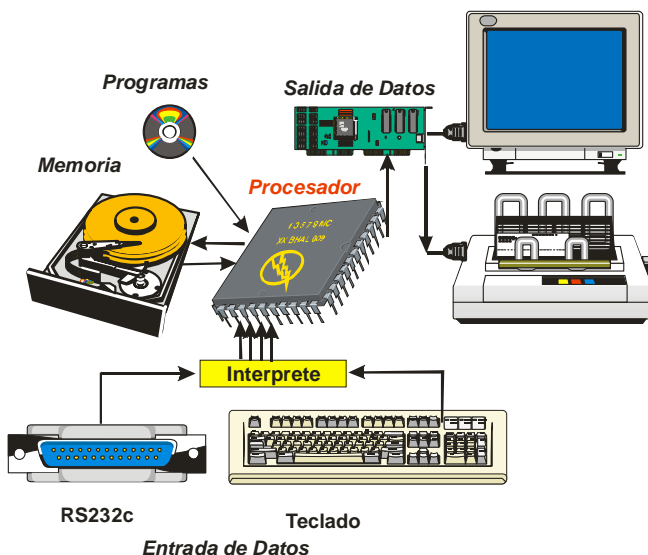 Programas
Salida de Datos
Memoria
Procesador
Interprete
RS232c
Teclado
Entrada de Datos